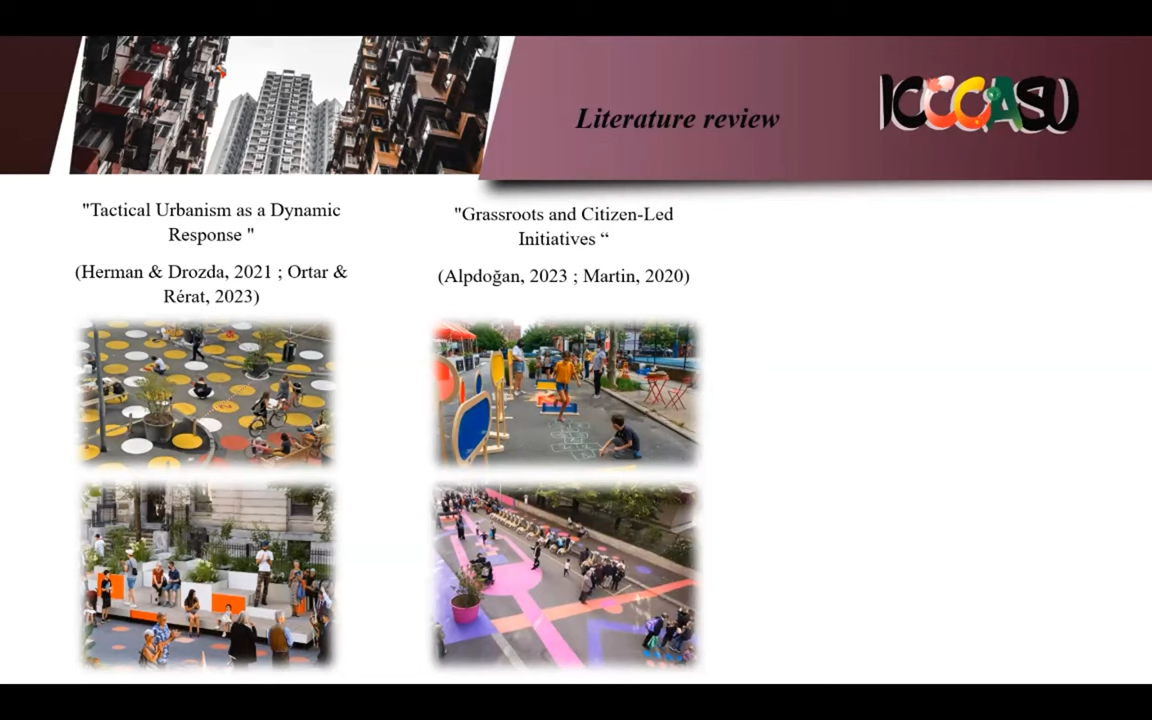 Literature review
ICCCASU
"Tactical Urbanism as a Dynamic
Response "
(Herman & Drozda, 2021 ; Ortar &
Rérat, 2023)
"Grassroots and Citizen-Led
Initiatives “
(Alpdoğan, 2023 ; Martin, 2020)